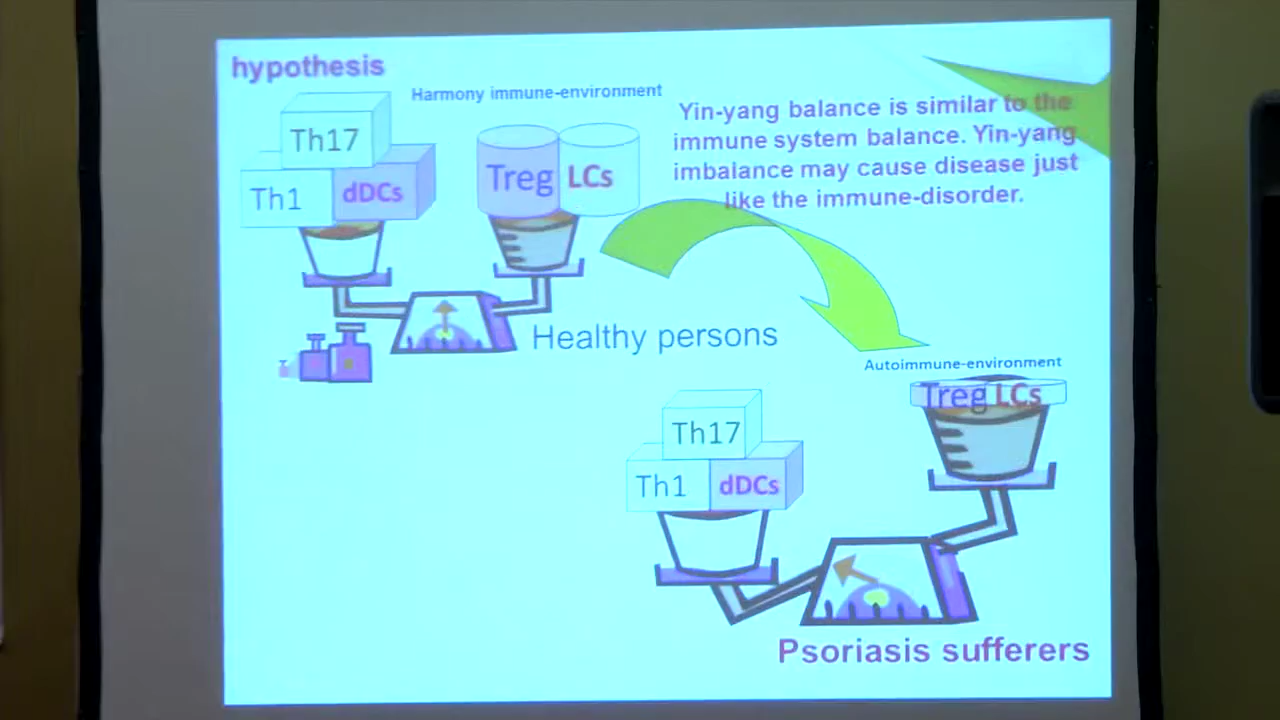 hypothesis
Harmony immune-environment
Th17
Th1
dDCs
Treg
LCs
Yin-yang balance is similar to the
immune system balance. Yin-yang
imbalance may cause disease just
like the immune-disorder.
Healthy persons
Autoimmune-environment
Treg LCs
Th17
Th1
dDCs
Psoriasis sufferers